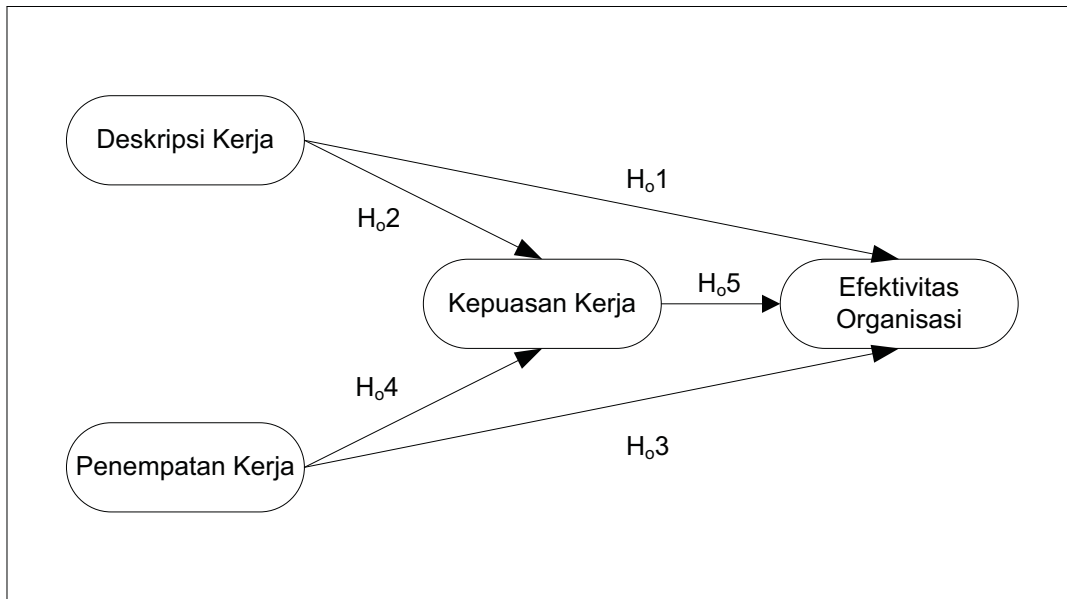 Deskripsi Kerja
Hₒ1
Hₒ2
Kepuasan Kerja
Hₒ5
Efektivitas
Organisasi
Hₒ4
Penempatan Kerja
Hₒ3